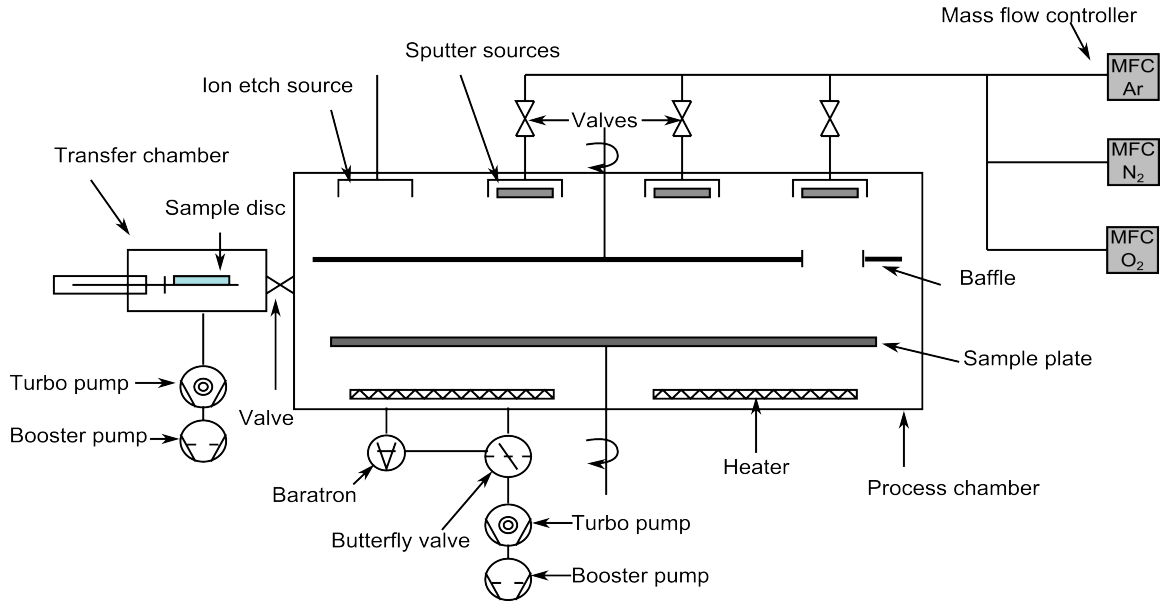 Mass flow controller
Sputter sources
MFC
Ar
Ion etch source
Valves
Transfer chamber
MFC
N₂
Sample disc
MFC
O₂
Baffle
Sample plate
Turbo pump
Valve
Booster pump
Heater
Process chamber
Baratron
Butterfly valve
Turbo pump
Booster pump